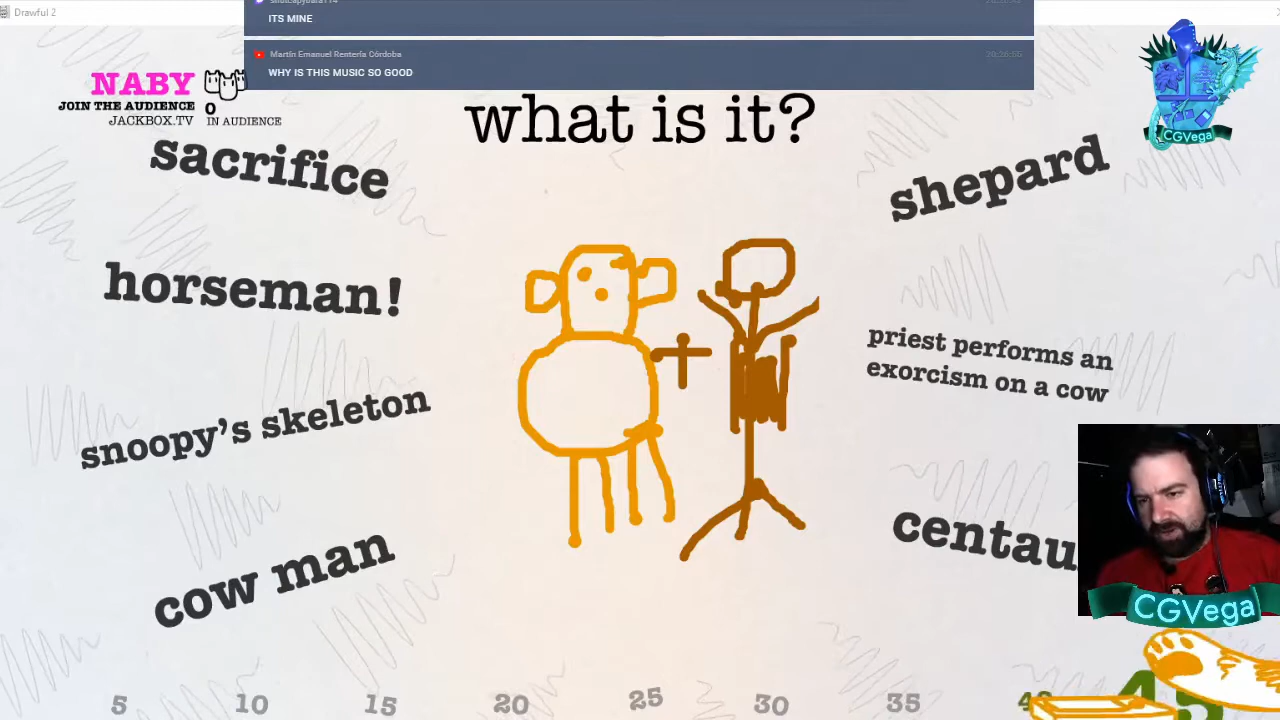 Drawful 2
ITS MINE
Martín Emanuel Rentería Córdoba
WHY IS THIS MUSIC SO GOOD
NABY
JOIN THE AUDIENCE
JACKBOX.TV
0
IN AUDIENCE
CGVega
what is it?
sacrifice
shepard
horseman!
priest performs an
exorcism on a cow
snoopy's skeleton
cow man
centau
CGVega
5 10 15 20 25 30 35